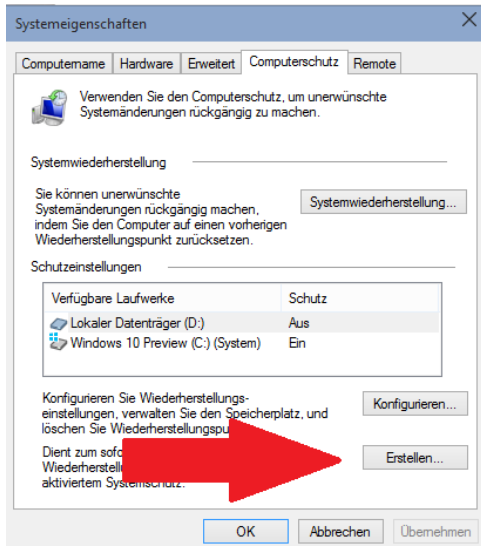 Systemeigenschaften
Computername Hardware Erweitert Computerschutz Remote
Verwenden Sie den Computerschutz, um unerwünschte
Systemänderungen rückgängig zu machen.
Systemwiederherstellung
Sie können unerwünschte
Systemänderungen rückgängig machen,
indem Sie den Computer auf einen vorherigen
Wiederherstellungspunkt zurücksetzen.
Systemwiederherstellung...
Schutzeinstellungen
Verfügbare Laufwerke Schutz
Lokaler Datenträger (D:) Aus
Windows 10 Preview (C:) (System) Ein
Konfigurieren Sie Wiederherstellungs-
einstellungen, verwalten Sie den Speicherplatz, und
löschen Sie
Konfigurieren...
Dient zum
aktiviertem Systemschutz.
Erstellen...
OK Abbrechen Übernehmen